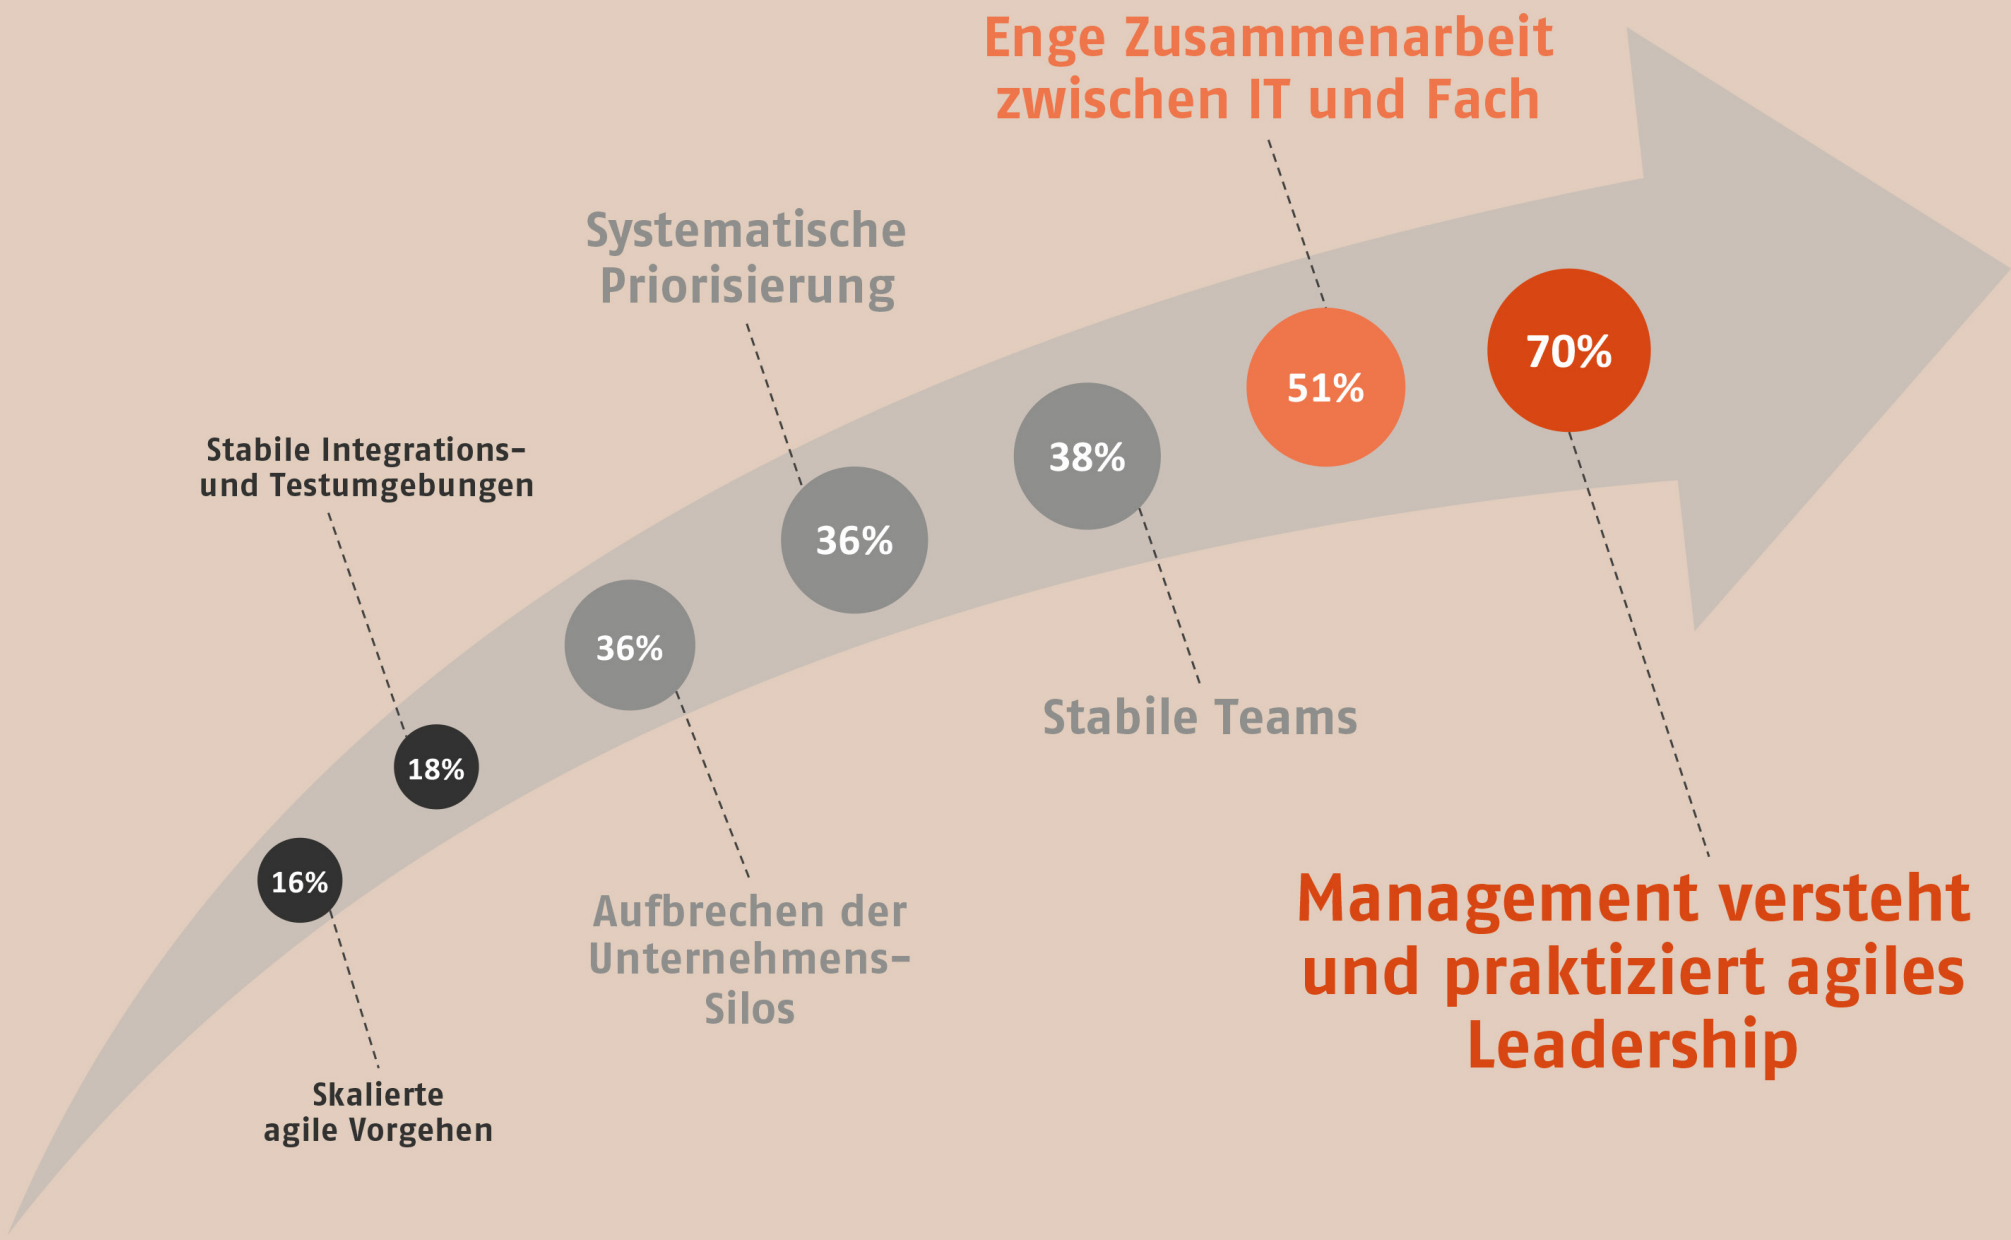 Enge Zusammenarbeit
zwischen IT und Fach
Systematische
Priorisierung
70%
51%
38%
Stabile Integrations-
und Testumgebungen
36%
36%
Stabile Teams
18%
16%
Management versteht
und praktiziert agiles
Leadership
Aufbrechen der
Unternehmens-
Silos
Skalierte
agile Vorgehen